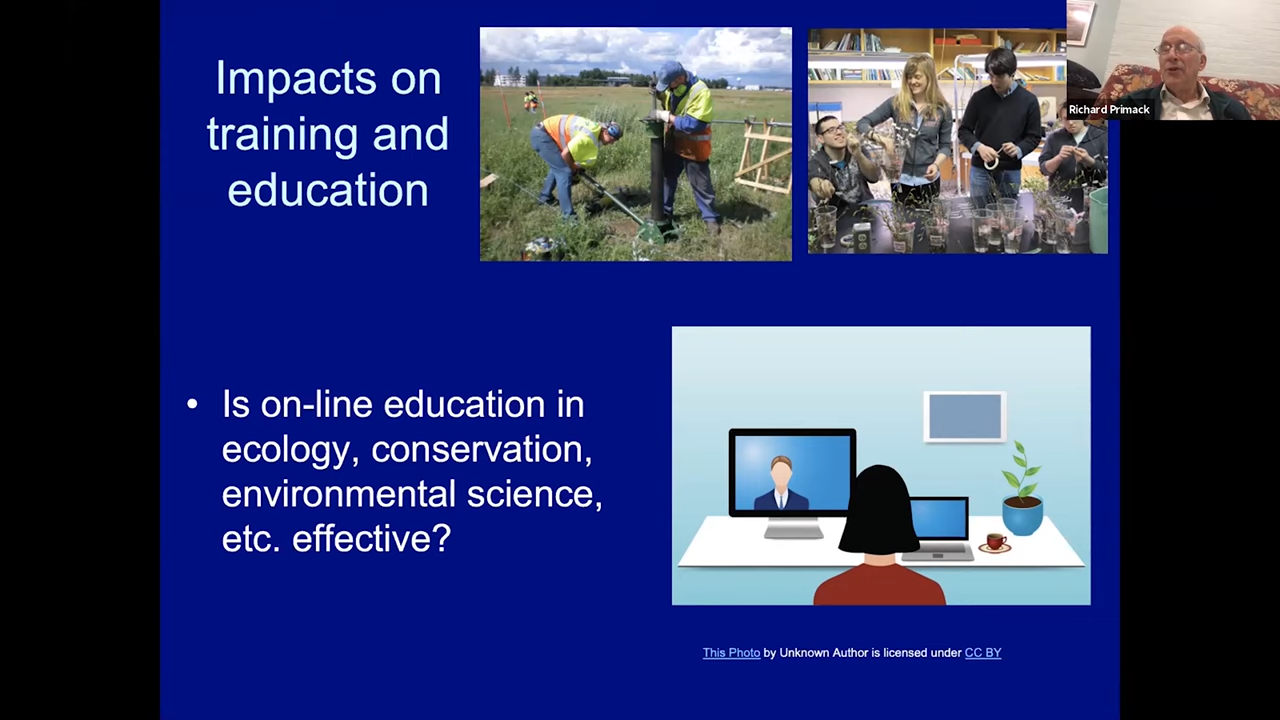 Impacts on
training and
education
Richard Primack
• Is on-line education in
ecology, conservation,
environmental science,
etc. effective?
This Photo by Unknown Author is licensed under CC BY